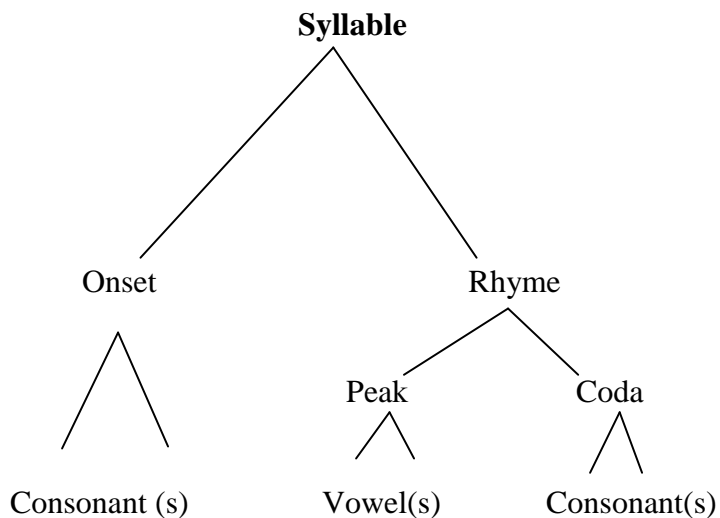 Syllable
Onset Rhyme
Peak Coda
Consonant (s) Vowel(s) Consonant(s)